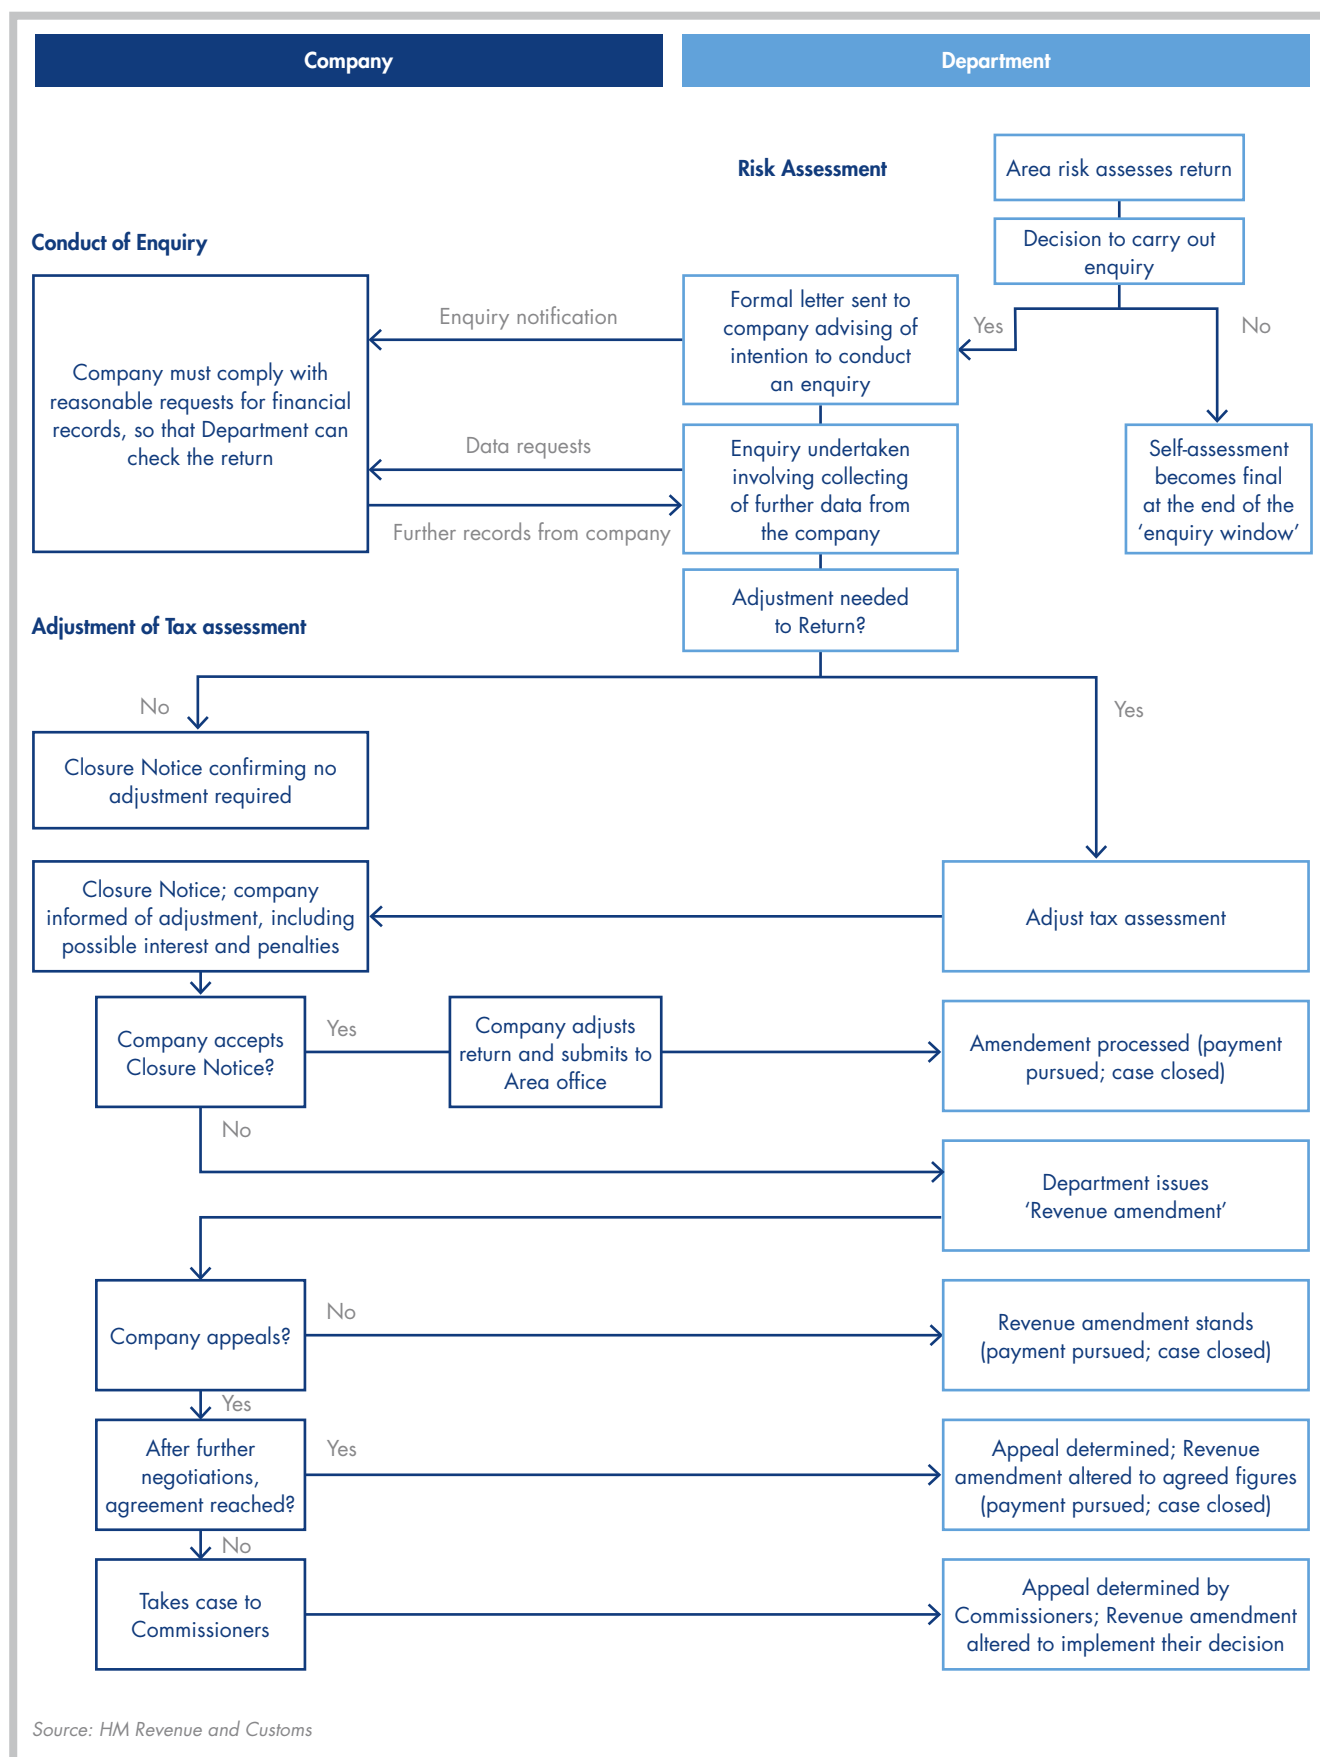 Company
Department
Risk Assessment
Area risk assesses return
Conduct of Enquiry
Decision to carry out
enquiry
Yes
No
Formal letter sent to
company advising of
intention to conduct
an enquiry
Enquiry notification
Company must comply with
reasonable requests for financial
records, so that Department can
check the return
Data requests
Further records from company
Enquiry undertaken
involving collecting
of further data from
the company
Self-assessment
becomes final
at the end of the
‘enquiry window’
Adjustment needed
to Return?
Adjustment of Tax assessment
No
Yes
Closure Notice confirming no
adjustment required
Closure Notice; company
informed of adjustment, including
possible interest and penalties
Adjust tax assessment
Company accepts
Closure Notice?
Yes
Company adjusts
return and submits to
Area office
Amendement processed (payment
pursued; case closed)
No
Department issues
‘Revenue amendment’
Company appeals?
No
Revenue amendment stands
(payment pursued; case closed)
Yes
After further
negotiations,
agreement reached?
Yes
Appeal determined; Revenue
amendment altered to agreed figures
(payment pursued; case closed)
No
Takes case to
Commissioners
Appeal determined by
Commissioners; Revenue amendment
altered to implement their decision
Source: HM Revenue and Customs